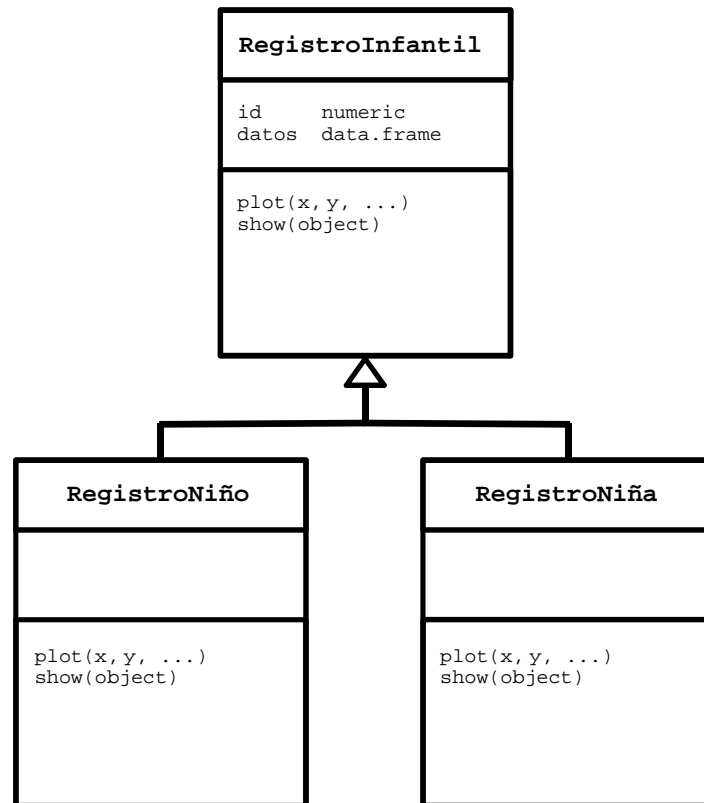 RegistroInfantil
id numeric
datos data.frame
plot(x, y, ...)
show(object)
RegistroNiño
plot(x, y, ...)
show(object)
RegistroNiña
plot(x, y, ...)
show(object)